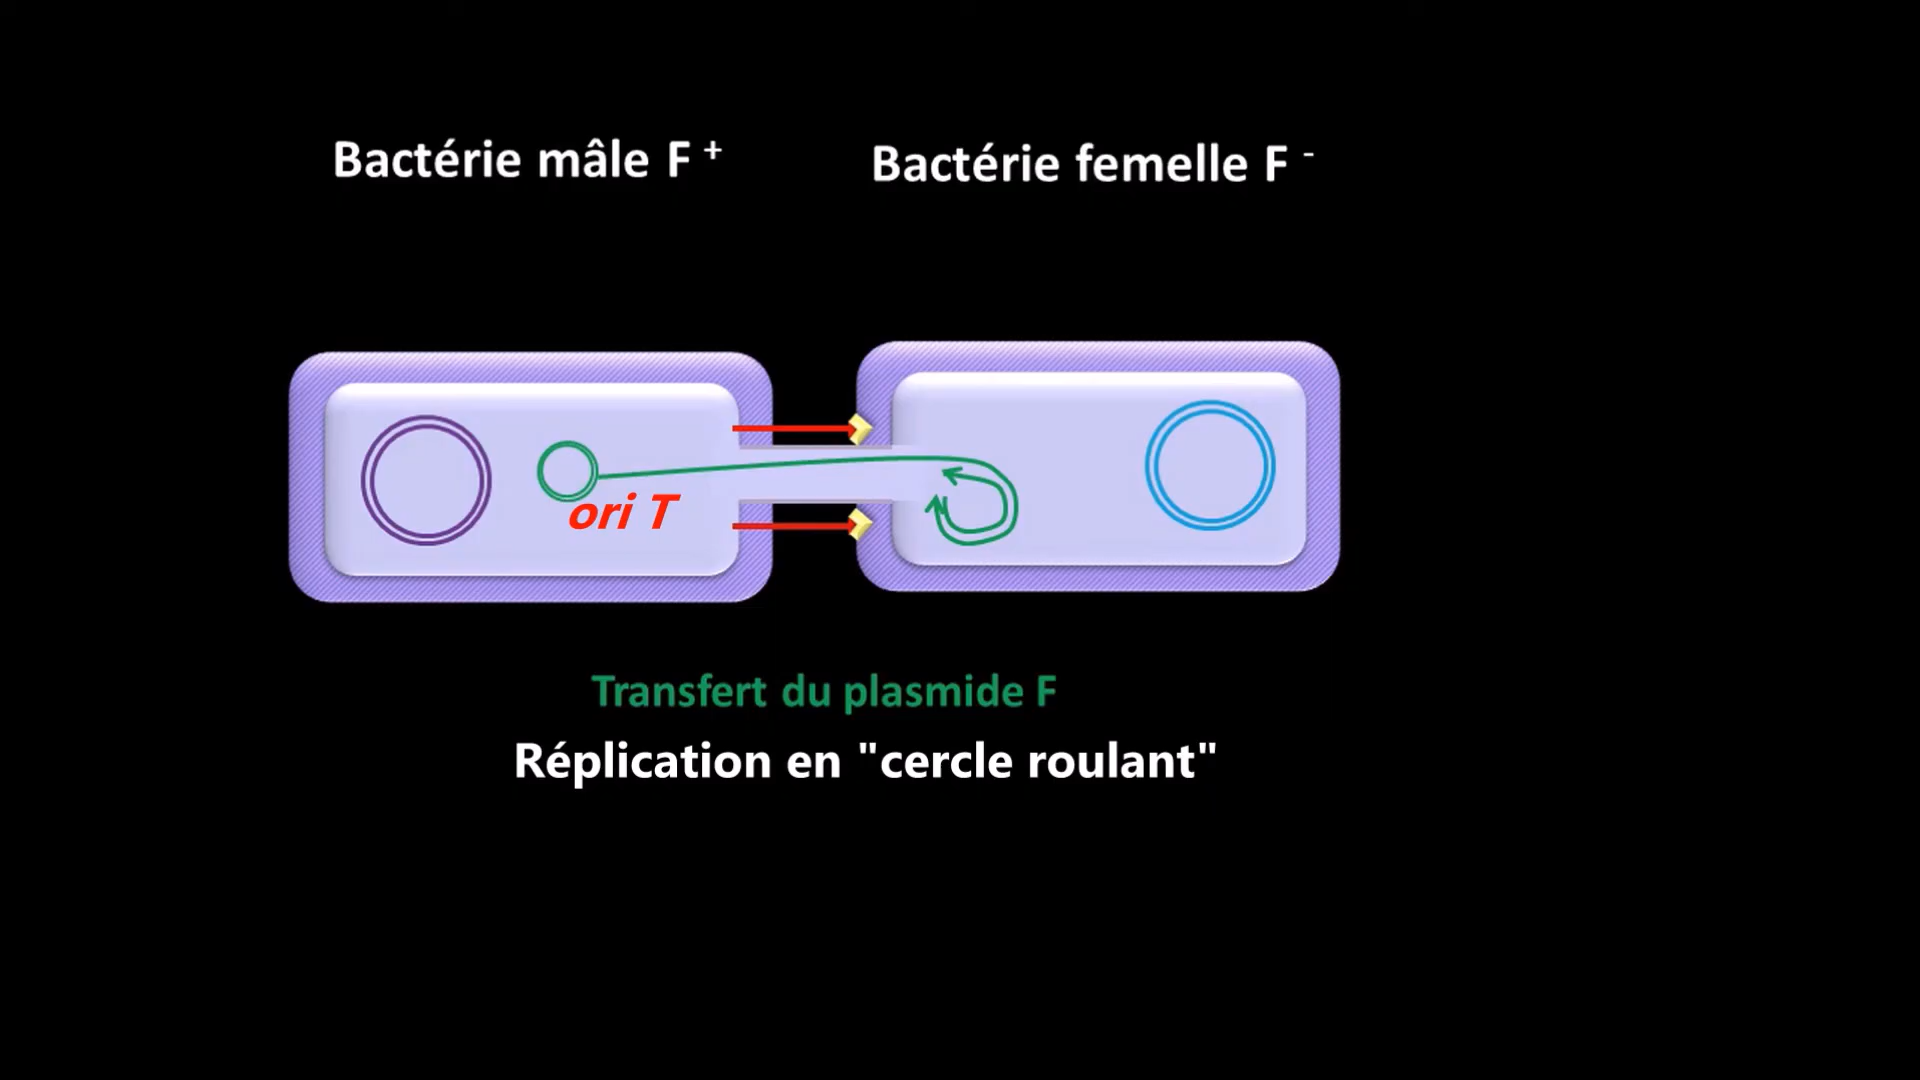 Bactérie mâle F +
Bactérie femelle F -
ori T
Transfert du plasmide F
Réplication en "cercle roulant"